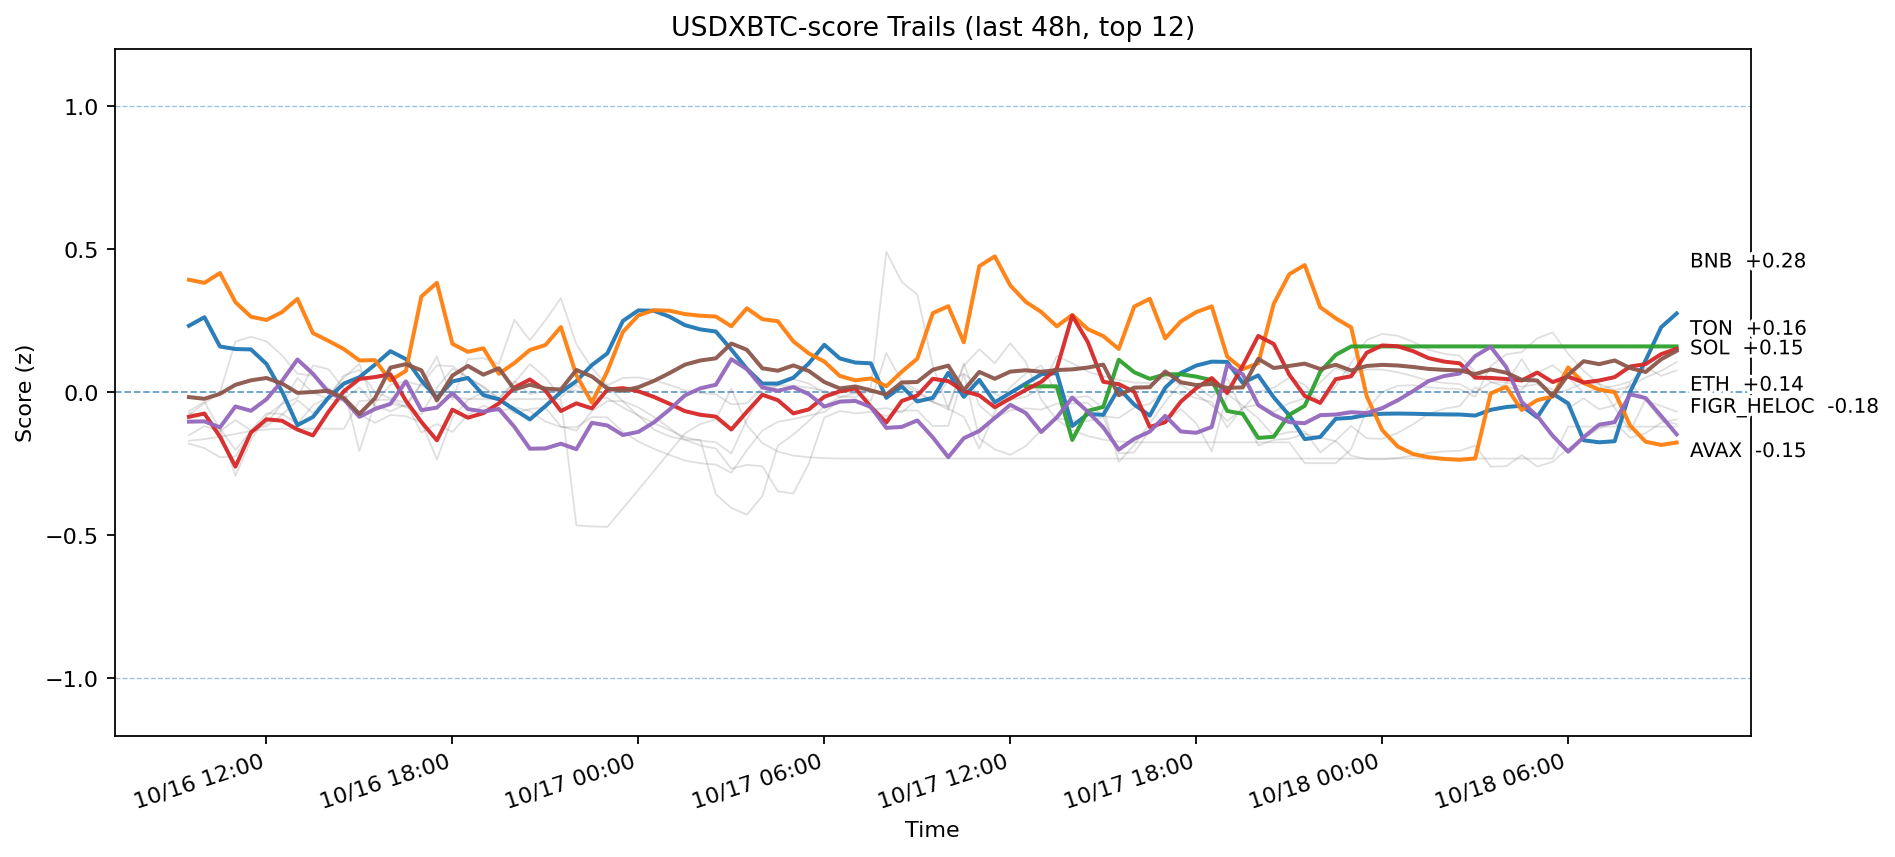 USDXBTC-score Trails (last 48h, top 12)
Score (z)
1.0
0.5
0.0
−0.5
−1.0
BNB +0.28
TON +0.16
SOL +0.15
ETH +0.14
FIGR_HELOC -0.18
AVAX -0.15
10/16 12:00
10/16 18:00
10/17 00:00
10/17 06:00
10/17 12:00
10/17 18:00
10/18 00:00
10/18 06:00
Time